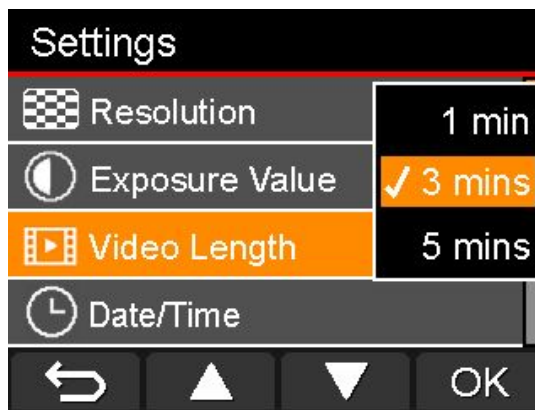 Settings
Resolution
Exposure Value
Video Length
Date/Time
1 min
3 mins
5 mins
OK